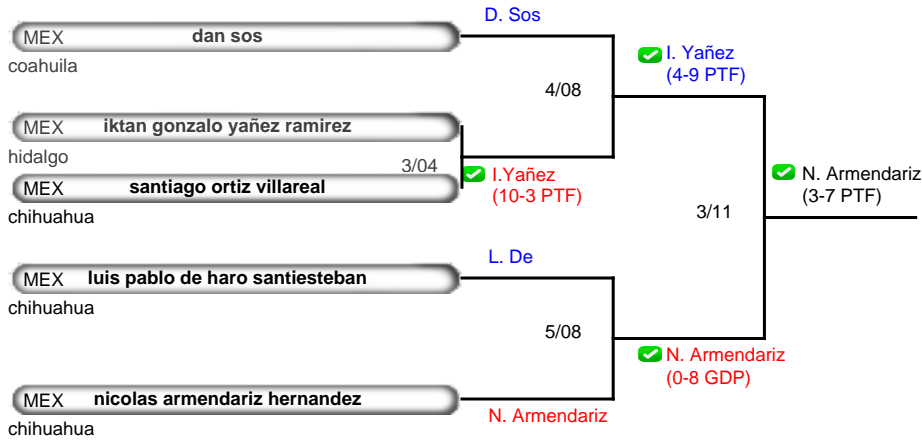 D. Sos
MEX dan sos
coahuila
I. Yañez
(4-9 PTF)
4/08
MEX iktan gonzalo yañez ramirez
hidalgo
3/04
I.Yañez
(10-3 PTF)
MEX santiago ortiz villareal
chihuahua
N. Armendariz
(3-7 PTF)
3/11
L. De
MEX luis pablo de haro santiesteban
chihuahua
5/08
N. Armendariz
(0-8 GDP)
MEX nicolas armendariz hernandez
chihuahua
N. Armendariz